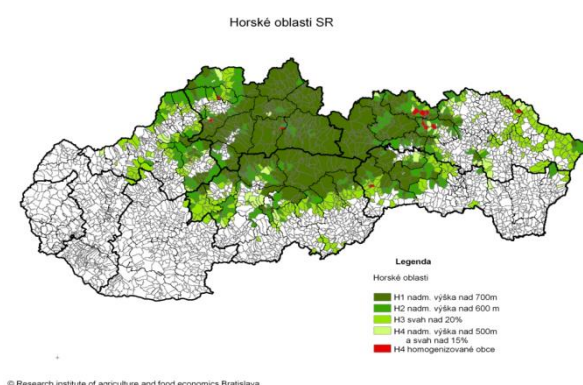 Horské oblasti SR
Legenda
Horské oblasti
H1 nadm. výška nad 700m
H2 nadm. výška nad 600 m
H3 svah nad 20%
H4 nadm. výška nad 500m
a svah nad 15%
H4 homogenizované obce
© Research institute of agriculture and food economics Bratislava